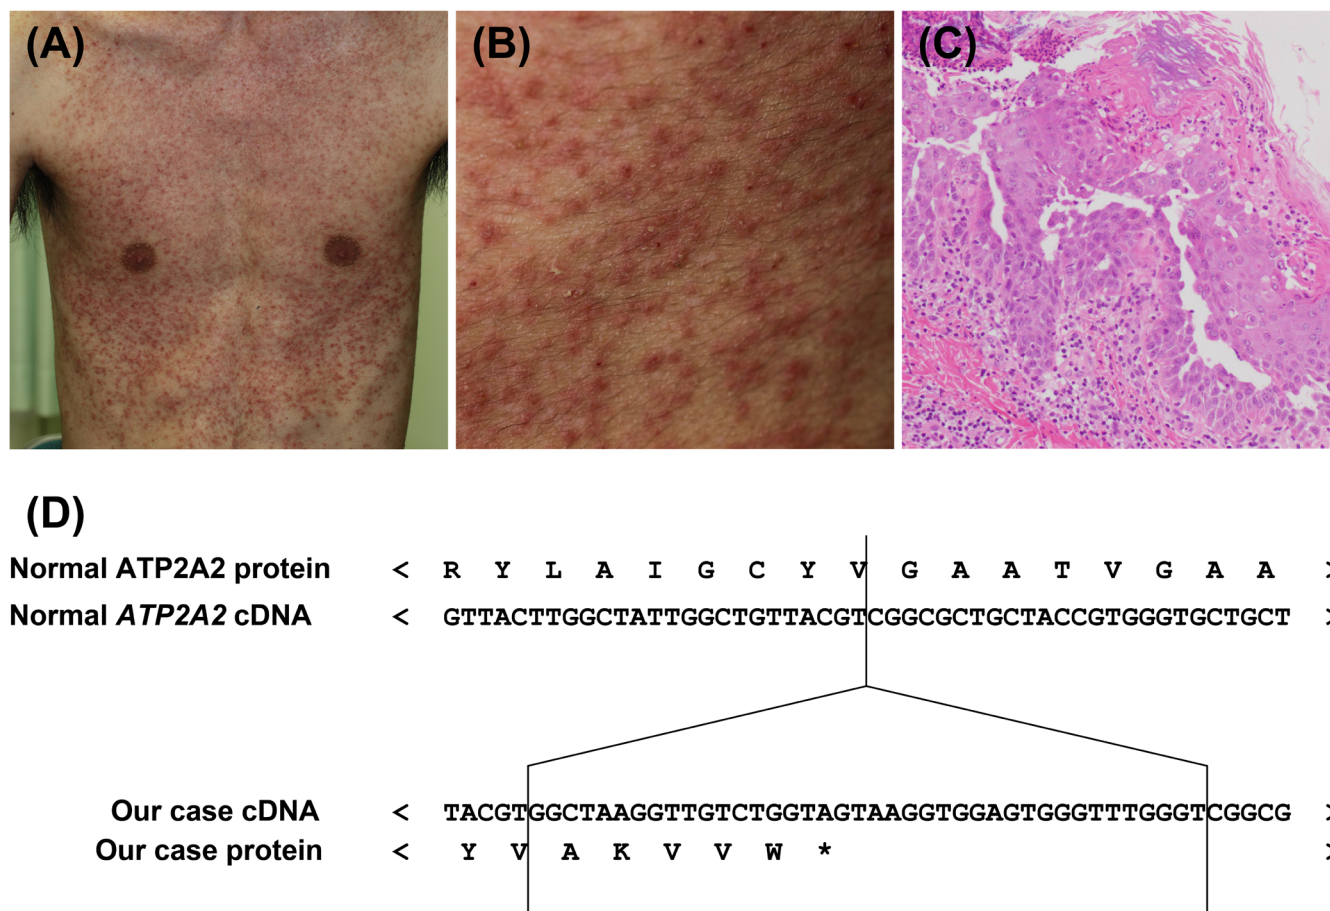 (A)
(B)
(C)
(D)
Normal ATP2A2 protein < R Y L A I G C Y V G A A T V G A A >
Normal ATP2A2 cDNA < GTTACTTGGCTATTGGCTGTTACGTCGGCGCTGCTACCGTGGGTGCTGCT >
Our case cDNA < TACGTGGCTAAGGTTGTCTGGTAGTAAGGTGGAGTGGGTTTGGGTCGGCG >
Our case protein < Y V A K V V W * >